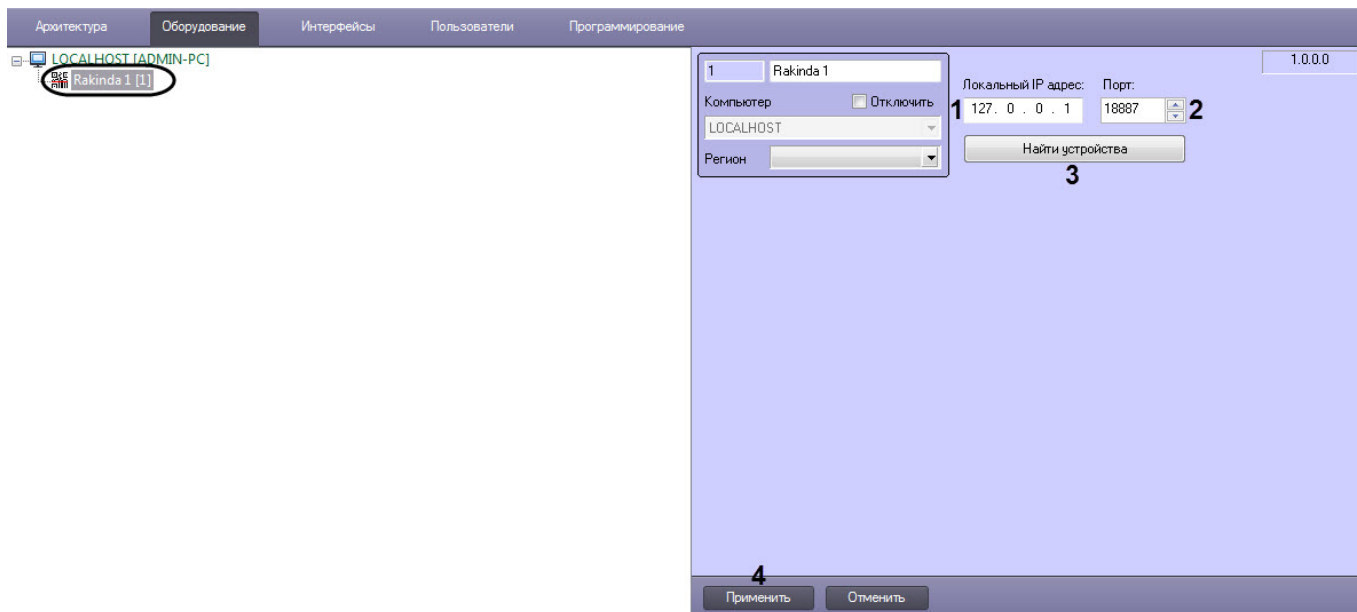 Архитектура Оборудование Интерфейсы Пользователи Программирование
LOCALHOST [ADMIN-PC]
Rakinda 1 [1]
1 Rakinda 1
1.0.0.0
Компьютер Отключить
LOCALHOST
Регион
Локальный IP адрес: Порт:
1 127. 0 . 0 . 1 18887 2
Найти устройства
3
4
Применить Отменить